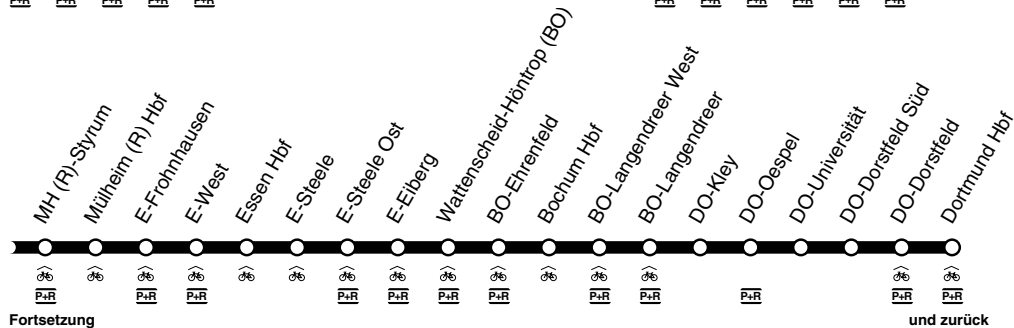 P+R P+R P+R P+R P+R P+R P+R P+R P+R P+R P+R
MH (R)-Styrum
Mülheim (R) Hbf
E-Frohnhausen
E-West
Essen Hbf
E-Steele
E-Steele Ost
E-Eiberg
Wattenscheid-Höntrop (BO)
BO-Ehrenfeld
Bochum Hbf
BO-Langendreer West
BO-Langendreer
DO-Kley
DO-Oespel
DO-Universität
DO-Dorstfeld Süd
DO-Dorstfeld
Dortmund Hbf
P+R P+R P+R P+R P+R P+R P+R P+R P+R P+R P+R P+R
Fortsetzung
und zurück